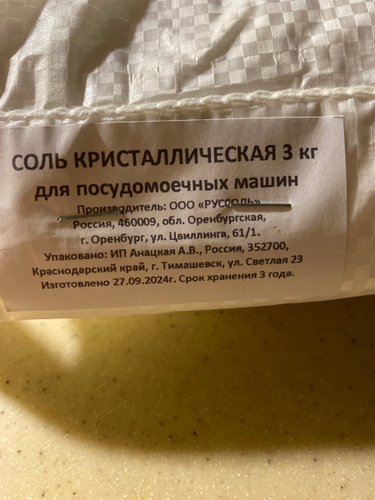 СОЛЬ КРИСТАЛЛИЧЕСКАЯ 3 кг
для посудомоечных машин
Производитель: ООО «РУССОЛЬ»
Россия, 460009, обл. Оренбургская,
г. Оренбург, ул. Цвиллинга, 61/1.
Упаковано: ИП Анацкая А.В., Россия, 352700,
Краснодарский край, г. Тимашевск, ул. Светлая 23
Изготовлено 27.09.2024г. Срок хранения 3 года.